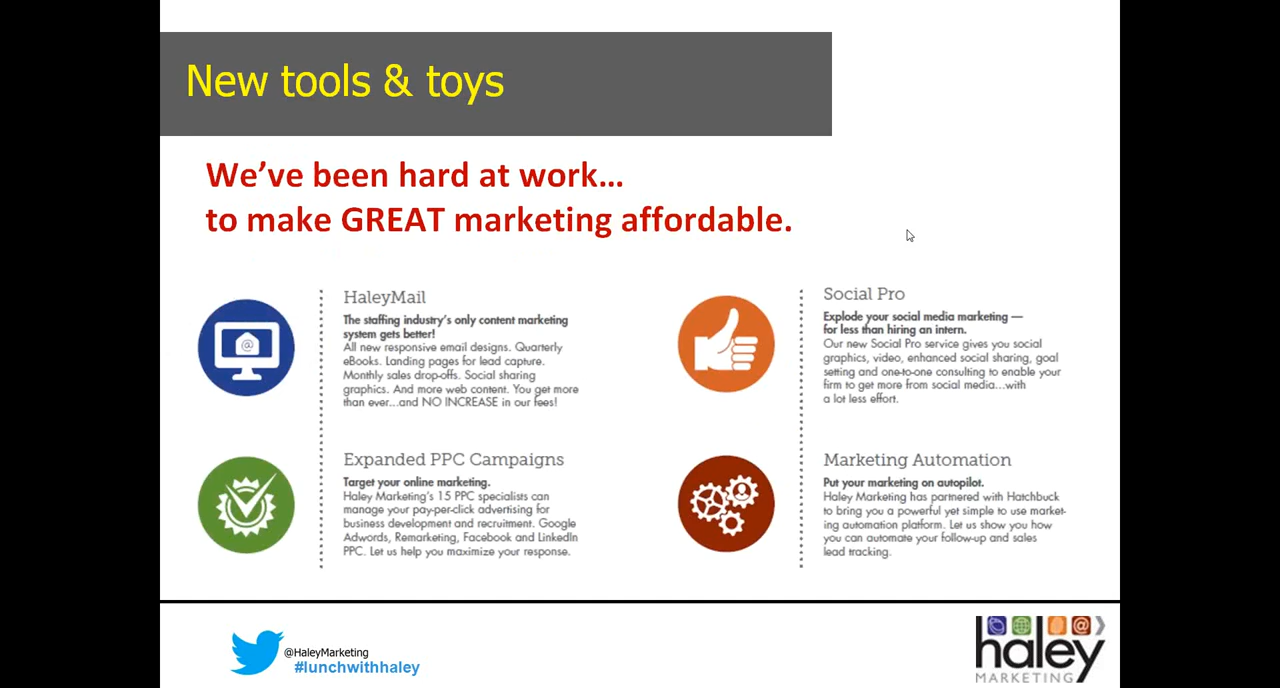 New tools & toys
We've been hard at work...
to make GREAT marketing affordable.
HaleyMail
The staffing industry's only content marketing
system gets better!
All new responsive email designs. Quarterly
eBooks. Landing pages for lead capture.
Monthly sales drop-offs. Social sharing
graphics. And more web content. You get more
than ever...and NO INCREASE in our fees!
Social Pro
Explode your social media marketing —
for less than hiring an intern.
Our new Social Pro service gives you social
graphics, video, enhanced social sharing, goal
setting and one-to-one consulting to enable your
firm to get more from social media...with
a lot less effort.
Expanded PPC Campaigns
Target your online marketing.
Haley Marketing's 15 PPC specialists can
manage your pay-per-click advertising for
business development and recruitment. Google
Adwords, Remarketing, Facebook and LinkedIn
PPC. Let us help you maximize your response.
Marketing Automation
Put your marketing on autopilot.
Haley Marketing has partnered with Hatchbuck
to bring you a powerful yet simple to use market-
ing automation platform. Let us show you how
you can automate your follow-up and sales
lead tracking.
@HaleyMarketing
#lunchwithhaley
haley
MARKETING